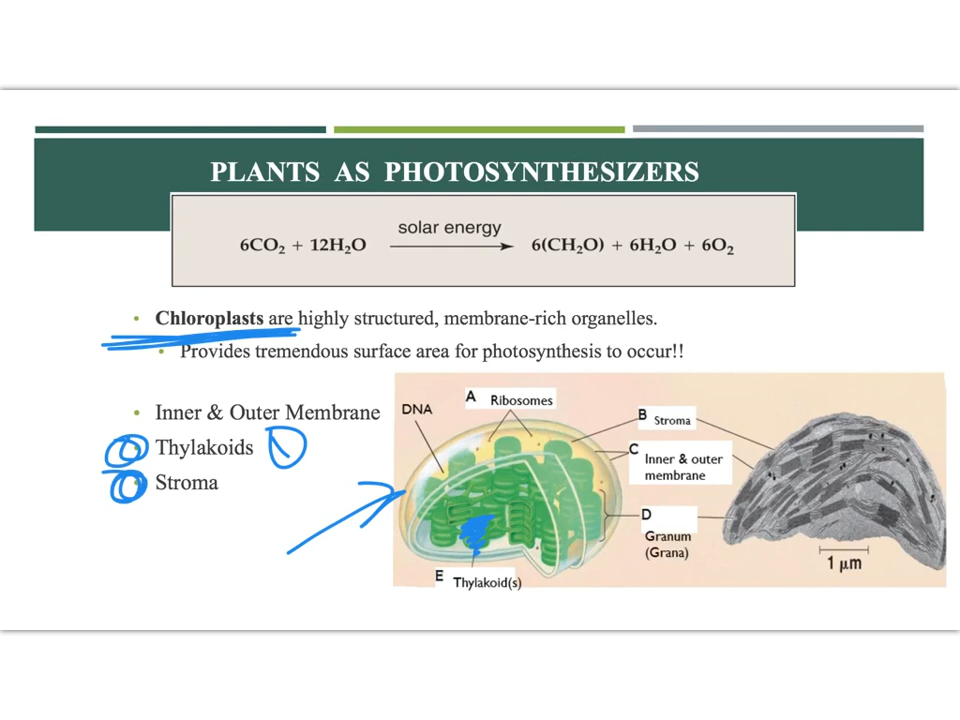 PLANTS AS PHOTOSYNTHESIZERS
solar energy
6CO₂ + 12H₂O → 6(CH₂O) + 6H₂O + 6O₂
• Chloroplasts are highly structured, membrane-rich organelles.
• Provides tremendous surface area for photosynthesis to occur!!
• Inner & Outer Membrane
Thylakoids
Stroma
DNA
A Ribosomes
B Stroma
C Inner & outer
membrane
D
Granum
(Grana)
E Thylakoid(s)
1 μm